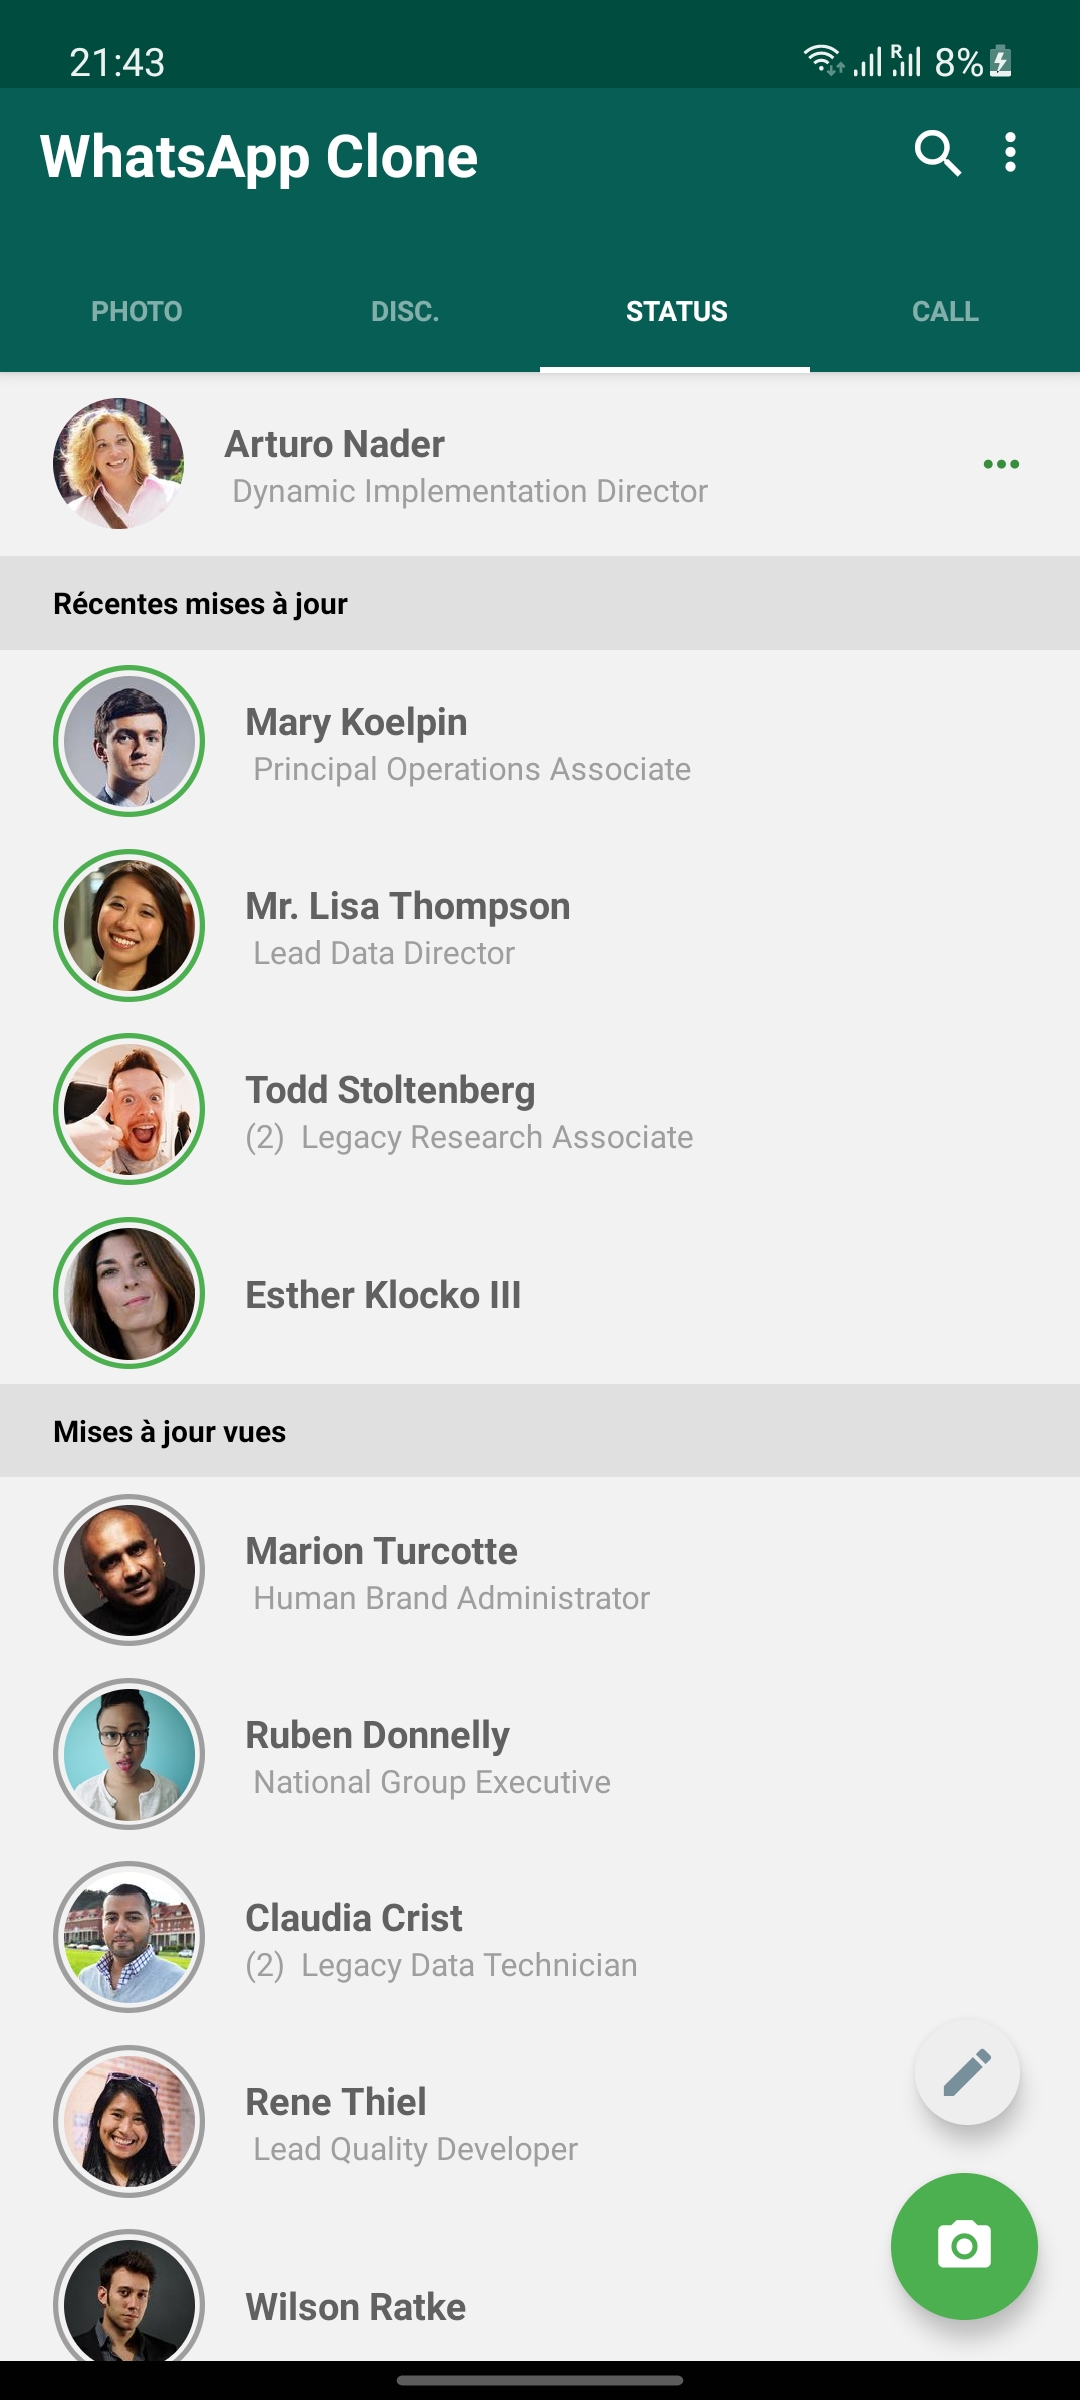 21:43
R 8%
WhatsApp Clone
PHOTO DISC. STATUS CALL
Arturo Nader
Dynamic Implementation Director
Récentes mises à jour
Mary Koelpin
Principal Operations Associate
Mr. Lisa Thompson
Lead Data Director
Todd Stoltenberg
(2) Legacy Research Associate
Esther Klocko III
Mises à jour vues
Marion Turcotte
Human Brand Administrator
Ruben Donnelly
National Group Executive
Claudia Crist
(2) Legacy Data Technician
Rene Thiel
Lead Quality Developer
Wilson Ratke